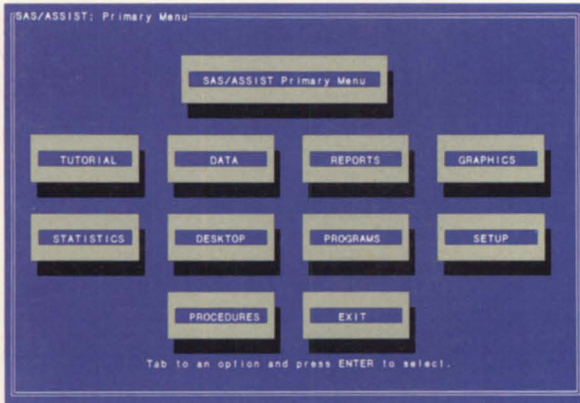 SAS/ASSIST: Primary Menu
SAS/ASSIST Primary Menu
TUTORIAL DATA REPORTS GRAPHICS
STATISTICS DESKTOP PROGRAMS SETUP
PROCEDURES EXIT
Tab to an option and press ENTER to select.